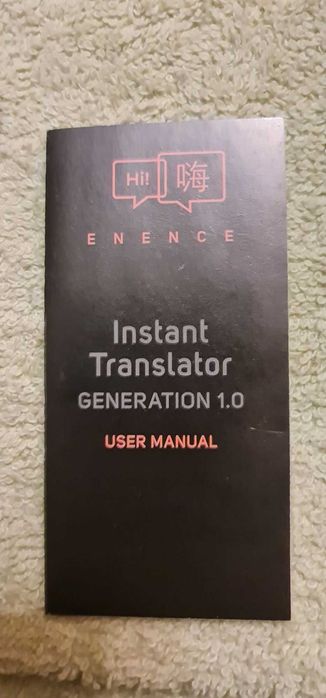 Hi! 嗨
ENENCE
Instant
Translator
GENERATION 1.0
USER MANUAL